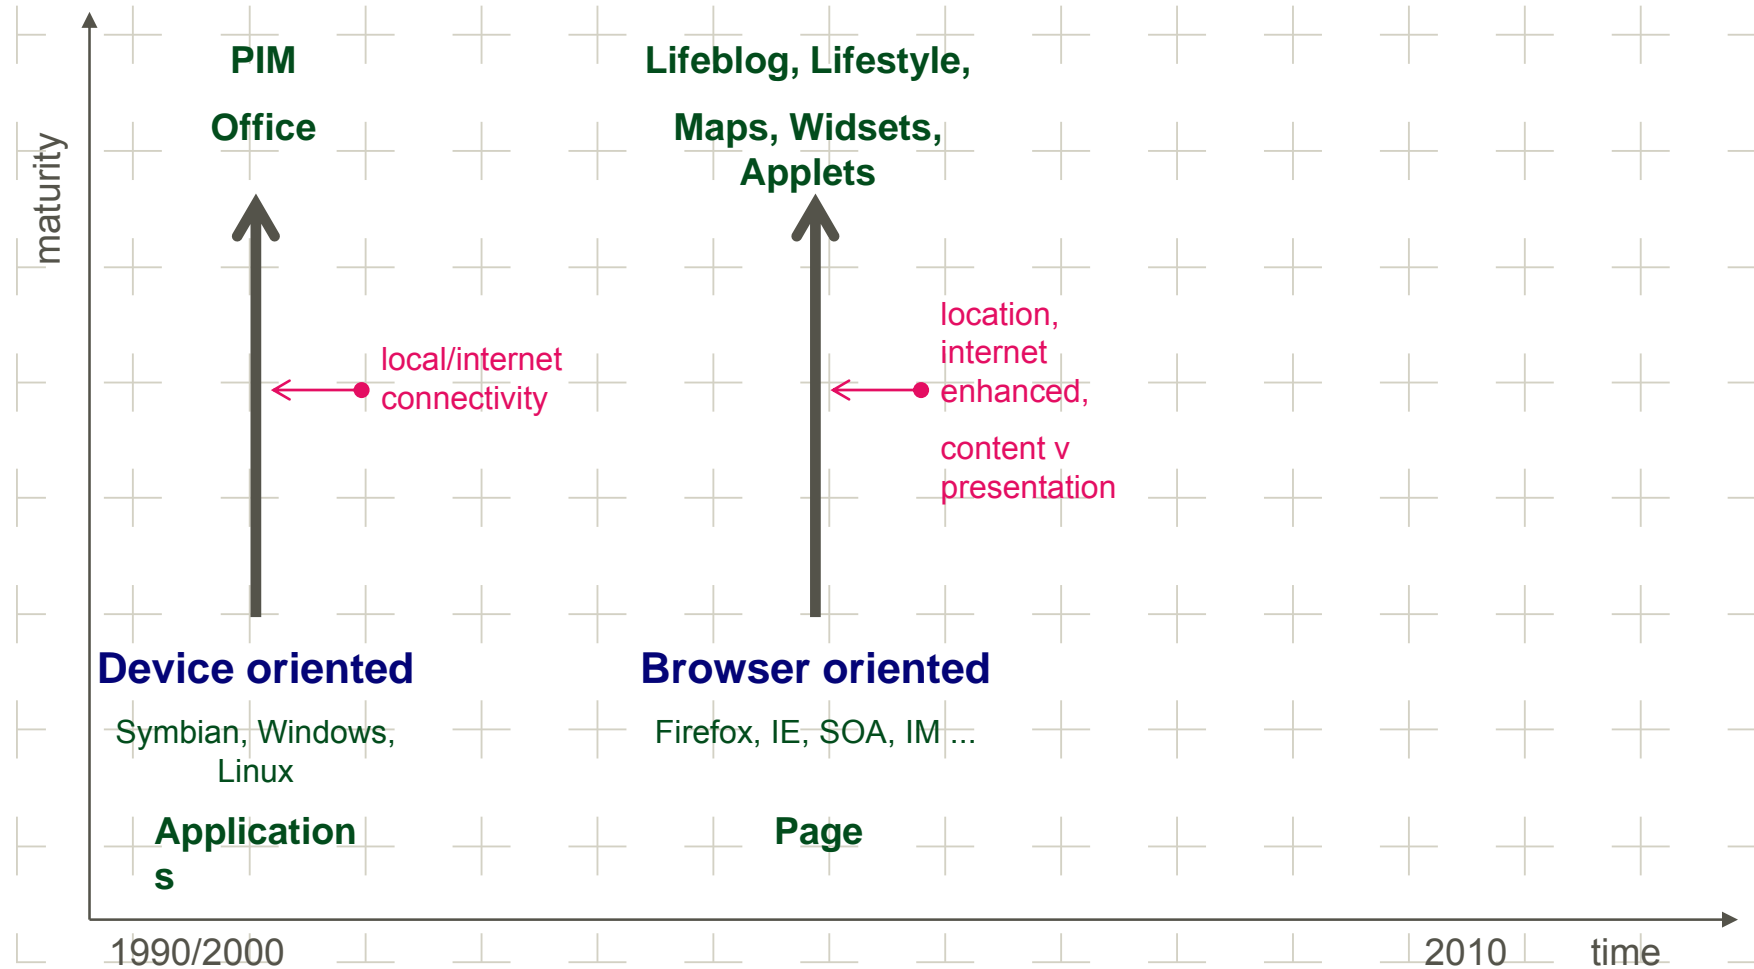 maturity
PIM
Office
Lifeblog, Lifestyle,
Maps, Widsets,
Applets
local/internet
connectivity
location,
internet
enhanced,
content v
presentation
Device oriented
Symbian, Windows,
Linux
Application
s
Browser oriented
Firefox, IE, SOA, IM ...
Page
1990/2000
2010
time